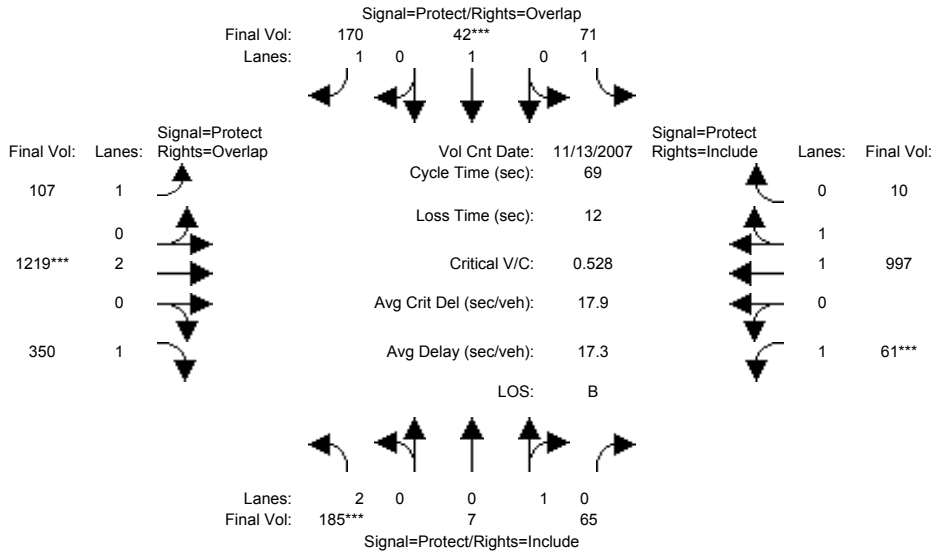 Signal=Protect/Rights=Overlap
Final Vol: 170 42*** 71
Lanes: 1 0 1 0 1
Signal=Protect
Final Vol: Lanes: Rights=Overlap
Vol Cnt Date: 11/13/2007
Signal=Protect
Rights=Include Lanes: Final Vol:
Cycle Time (sec): 69
107 1
0 10
Loss Time (sec): 12
0
1
1219*** 2
Critical V/C: 0.528
1 997
0
Avg Crit Del (sec/veh): 17.9
0
350 1
Avg Delay (sec/veh): 17.3
1 61***
LOS: B
Lanes: 2 0 0 1 0
Final Vol: 185*** 7 65
Signal=Protect/Rights=Include